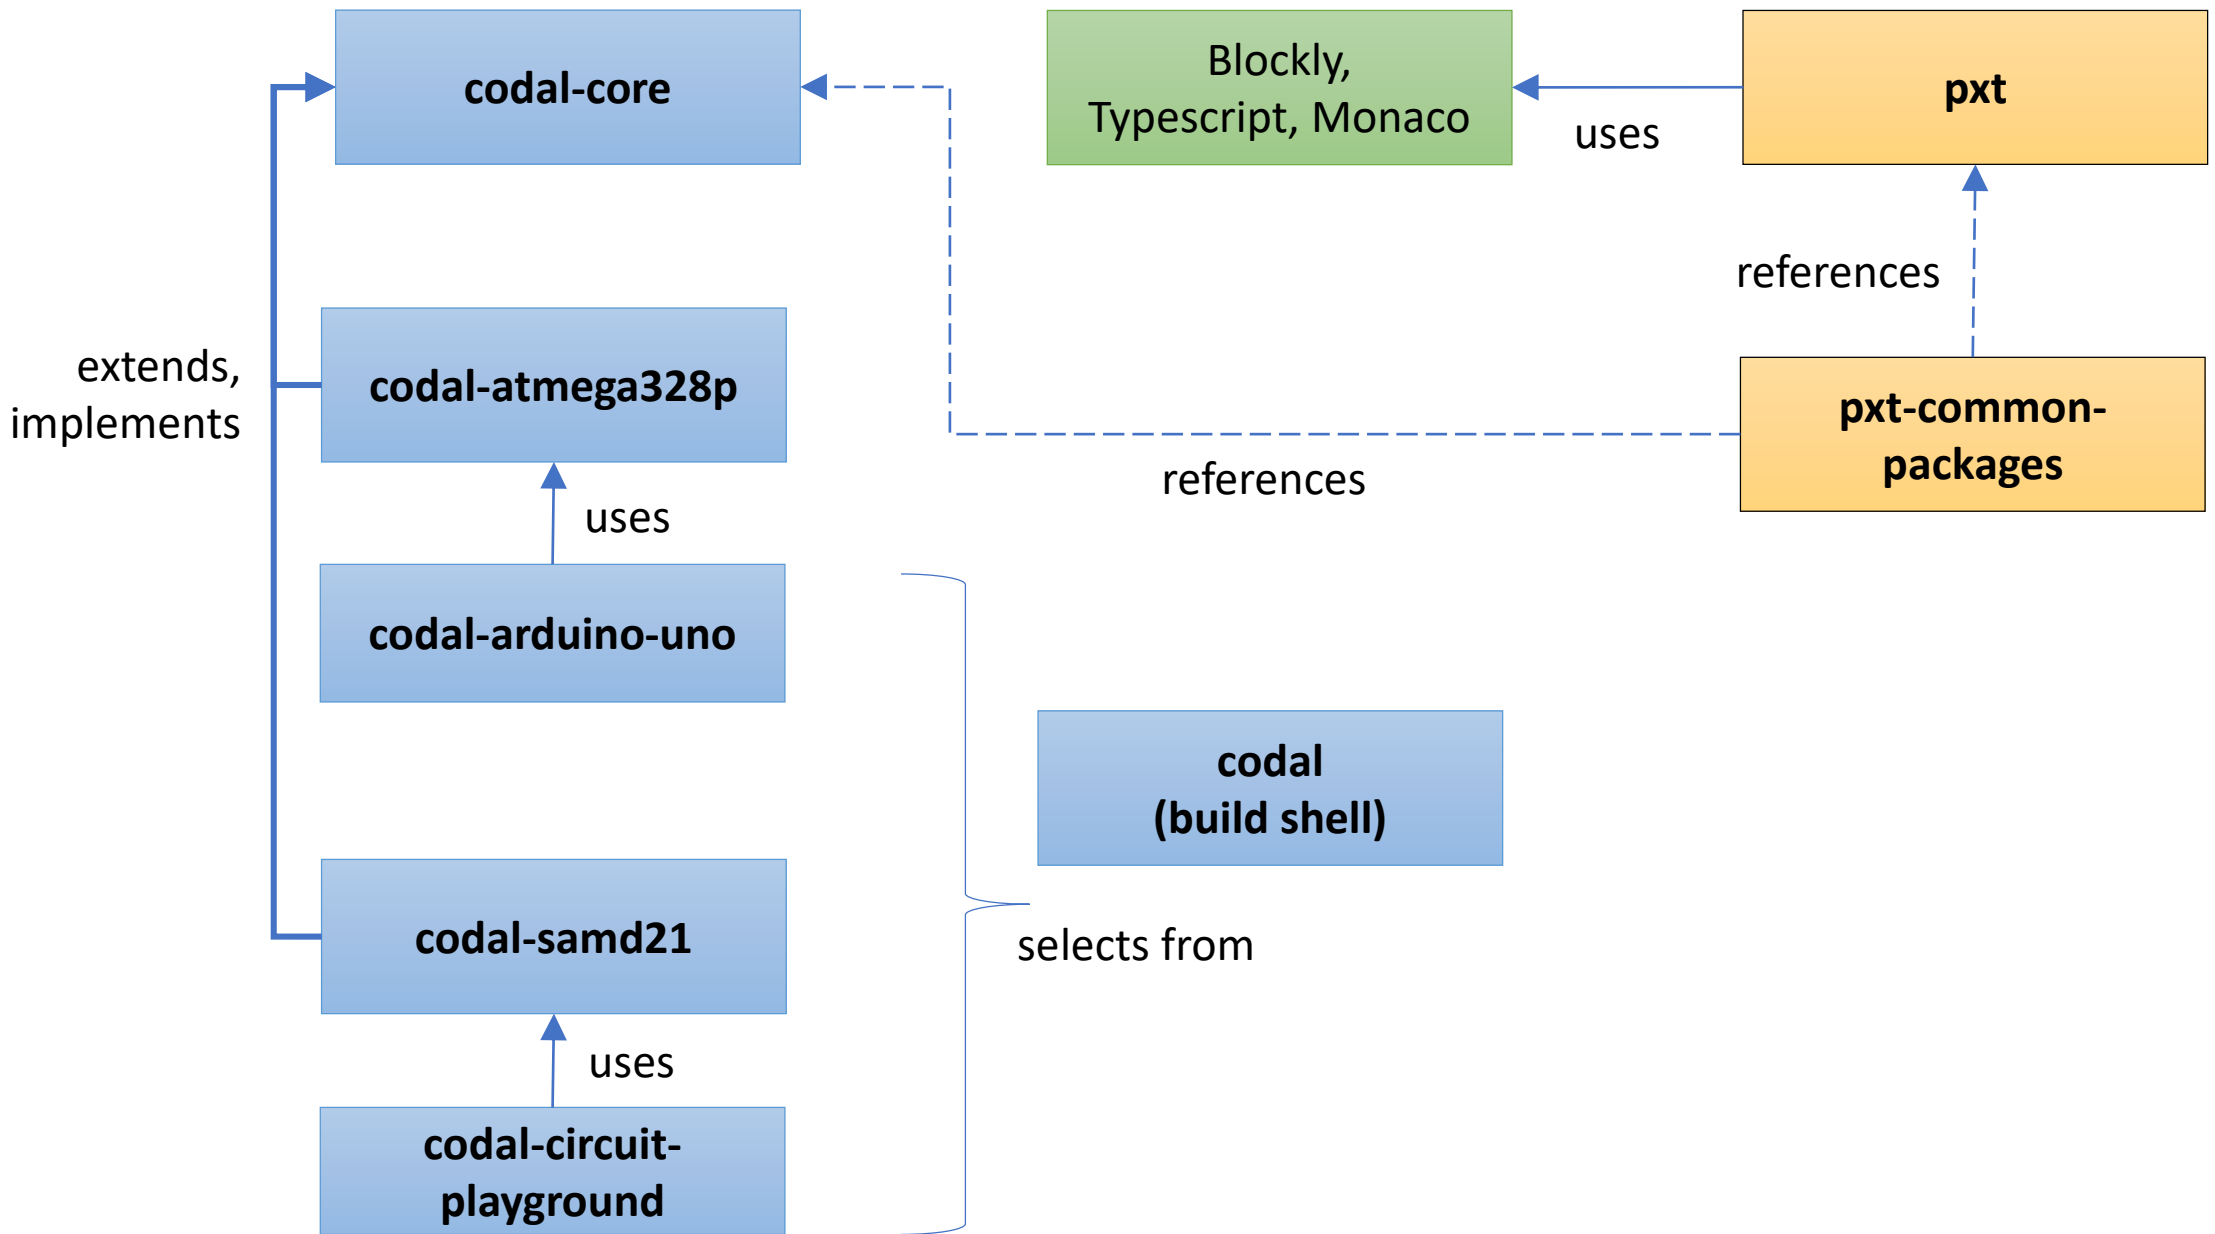 codal-core
Blockly,
Typescript, Monaco
uses
pxt
references
extends,
implements
codal-atmega328p
pxt-common-
packages
references
uses
codal-arduino-uno
codal
(build shell)
codal-samd21
selects from
uses
codal-circuit-
playground